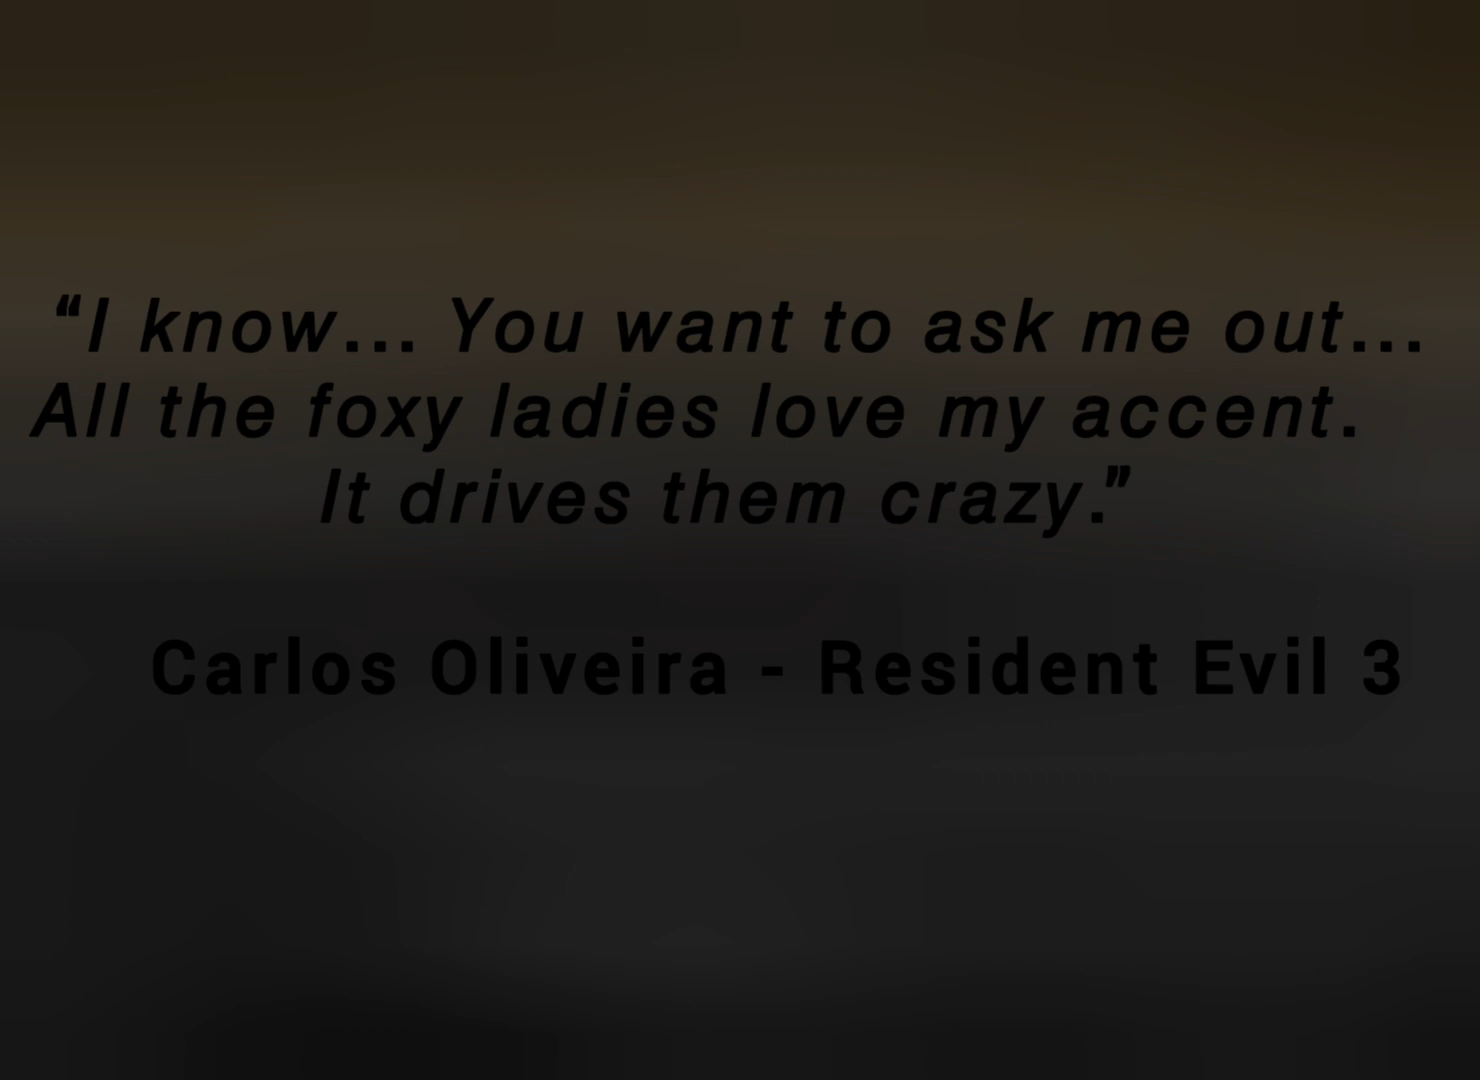 “I know... You want to ask me out...
All the foxy ladies love my accent.
It drives them crazy.”
Carlos Oliveira - Resident Evil 3